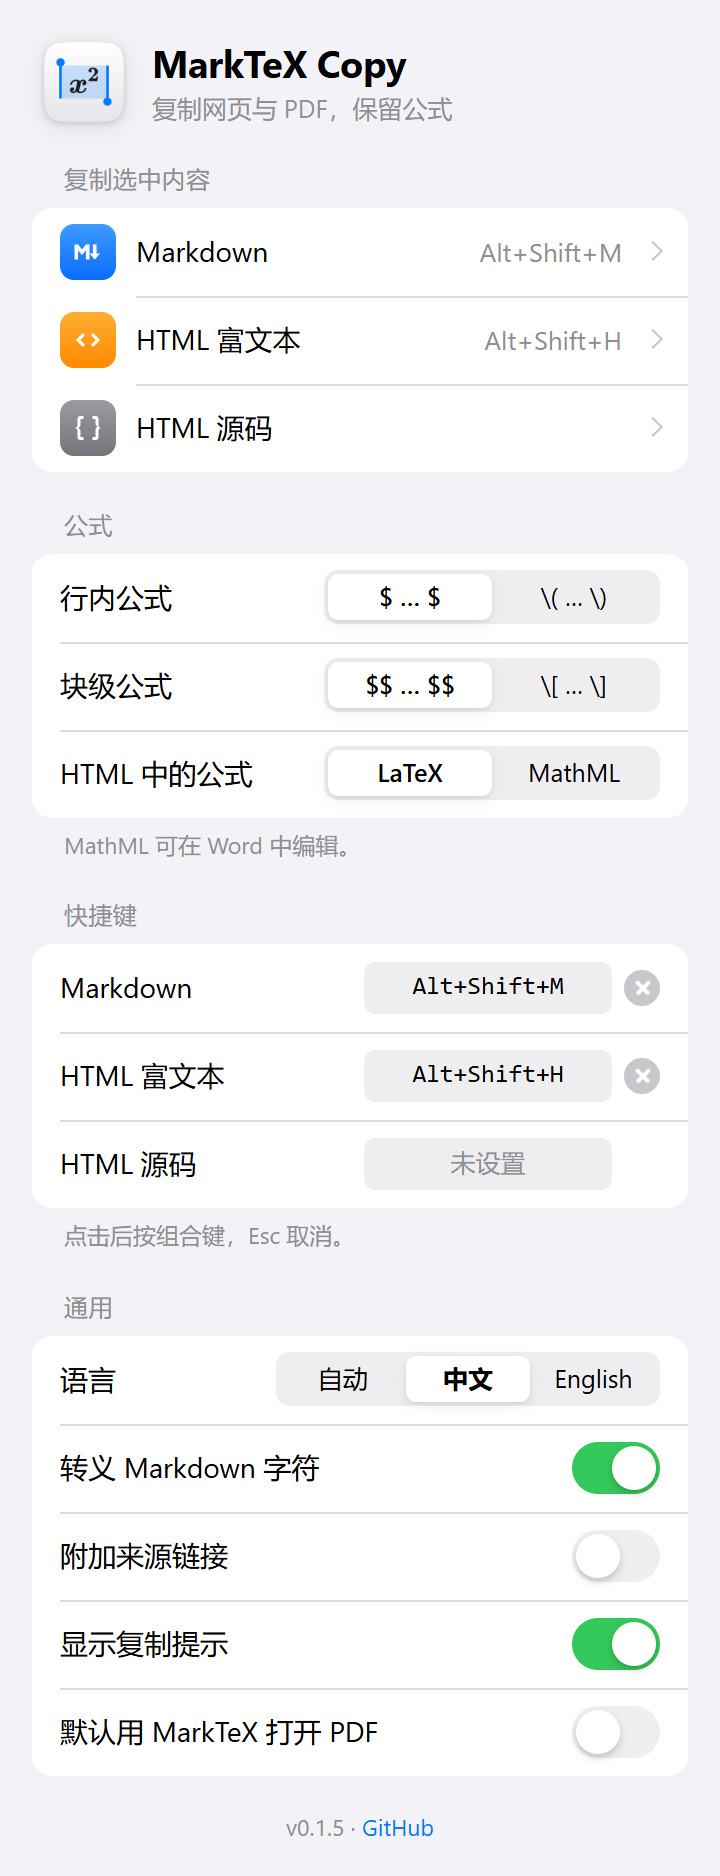 x²
MarkTeX Copy
复制网页与 PDF，保留公式
复制选中内容
M↓ Markdown Alt+Shift+M
<> HTML 富文本 Alt+Shift+H
{ } HTML 源码
公式
行内公式 $ ... $ \( ... \)
块级公式 $$ ... $$ \[ ... \]
HTML 中的公式 LaTeX MathML
MathML 可在 Word 中编辑。
快捷键
Markdown Alt+Shift+M
HTML 富文本 Alt+Shift+H
HTML 源码 未设置
点击后按组合键，Esc 取消。
通用
语言 自动 中文 English
转义 Markdown 字符
附加来源链接
显示复制提示
默认用 MarkTeX 打开 PDF
v0.1.5 · GitHub